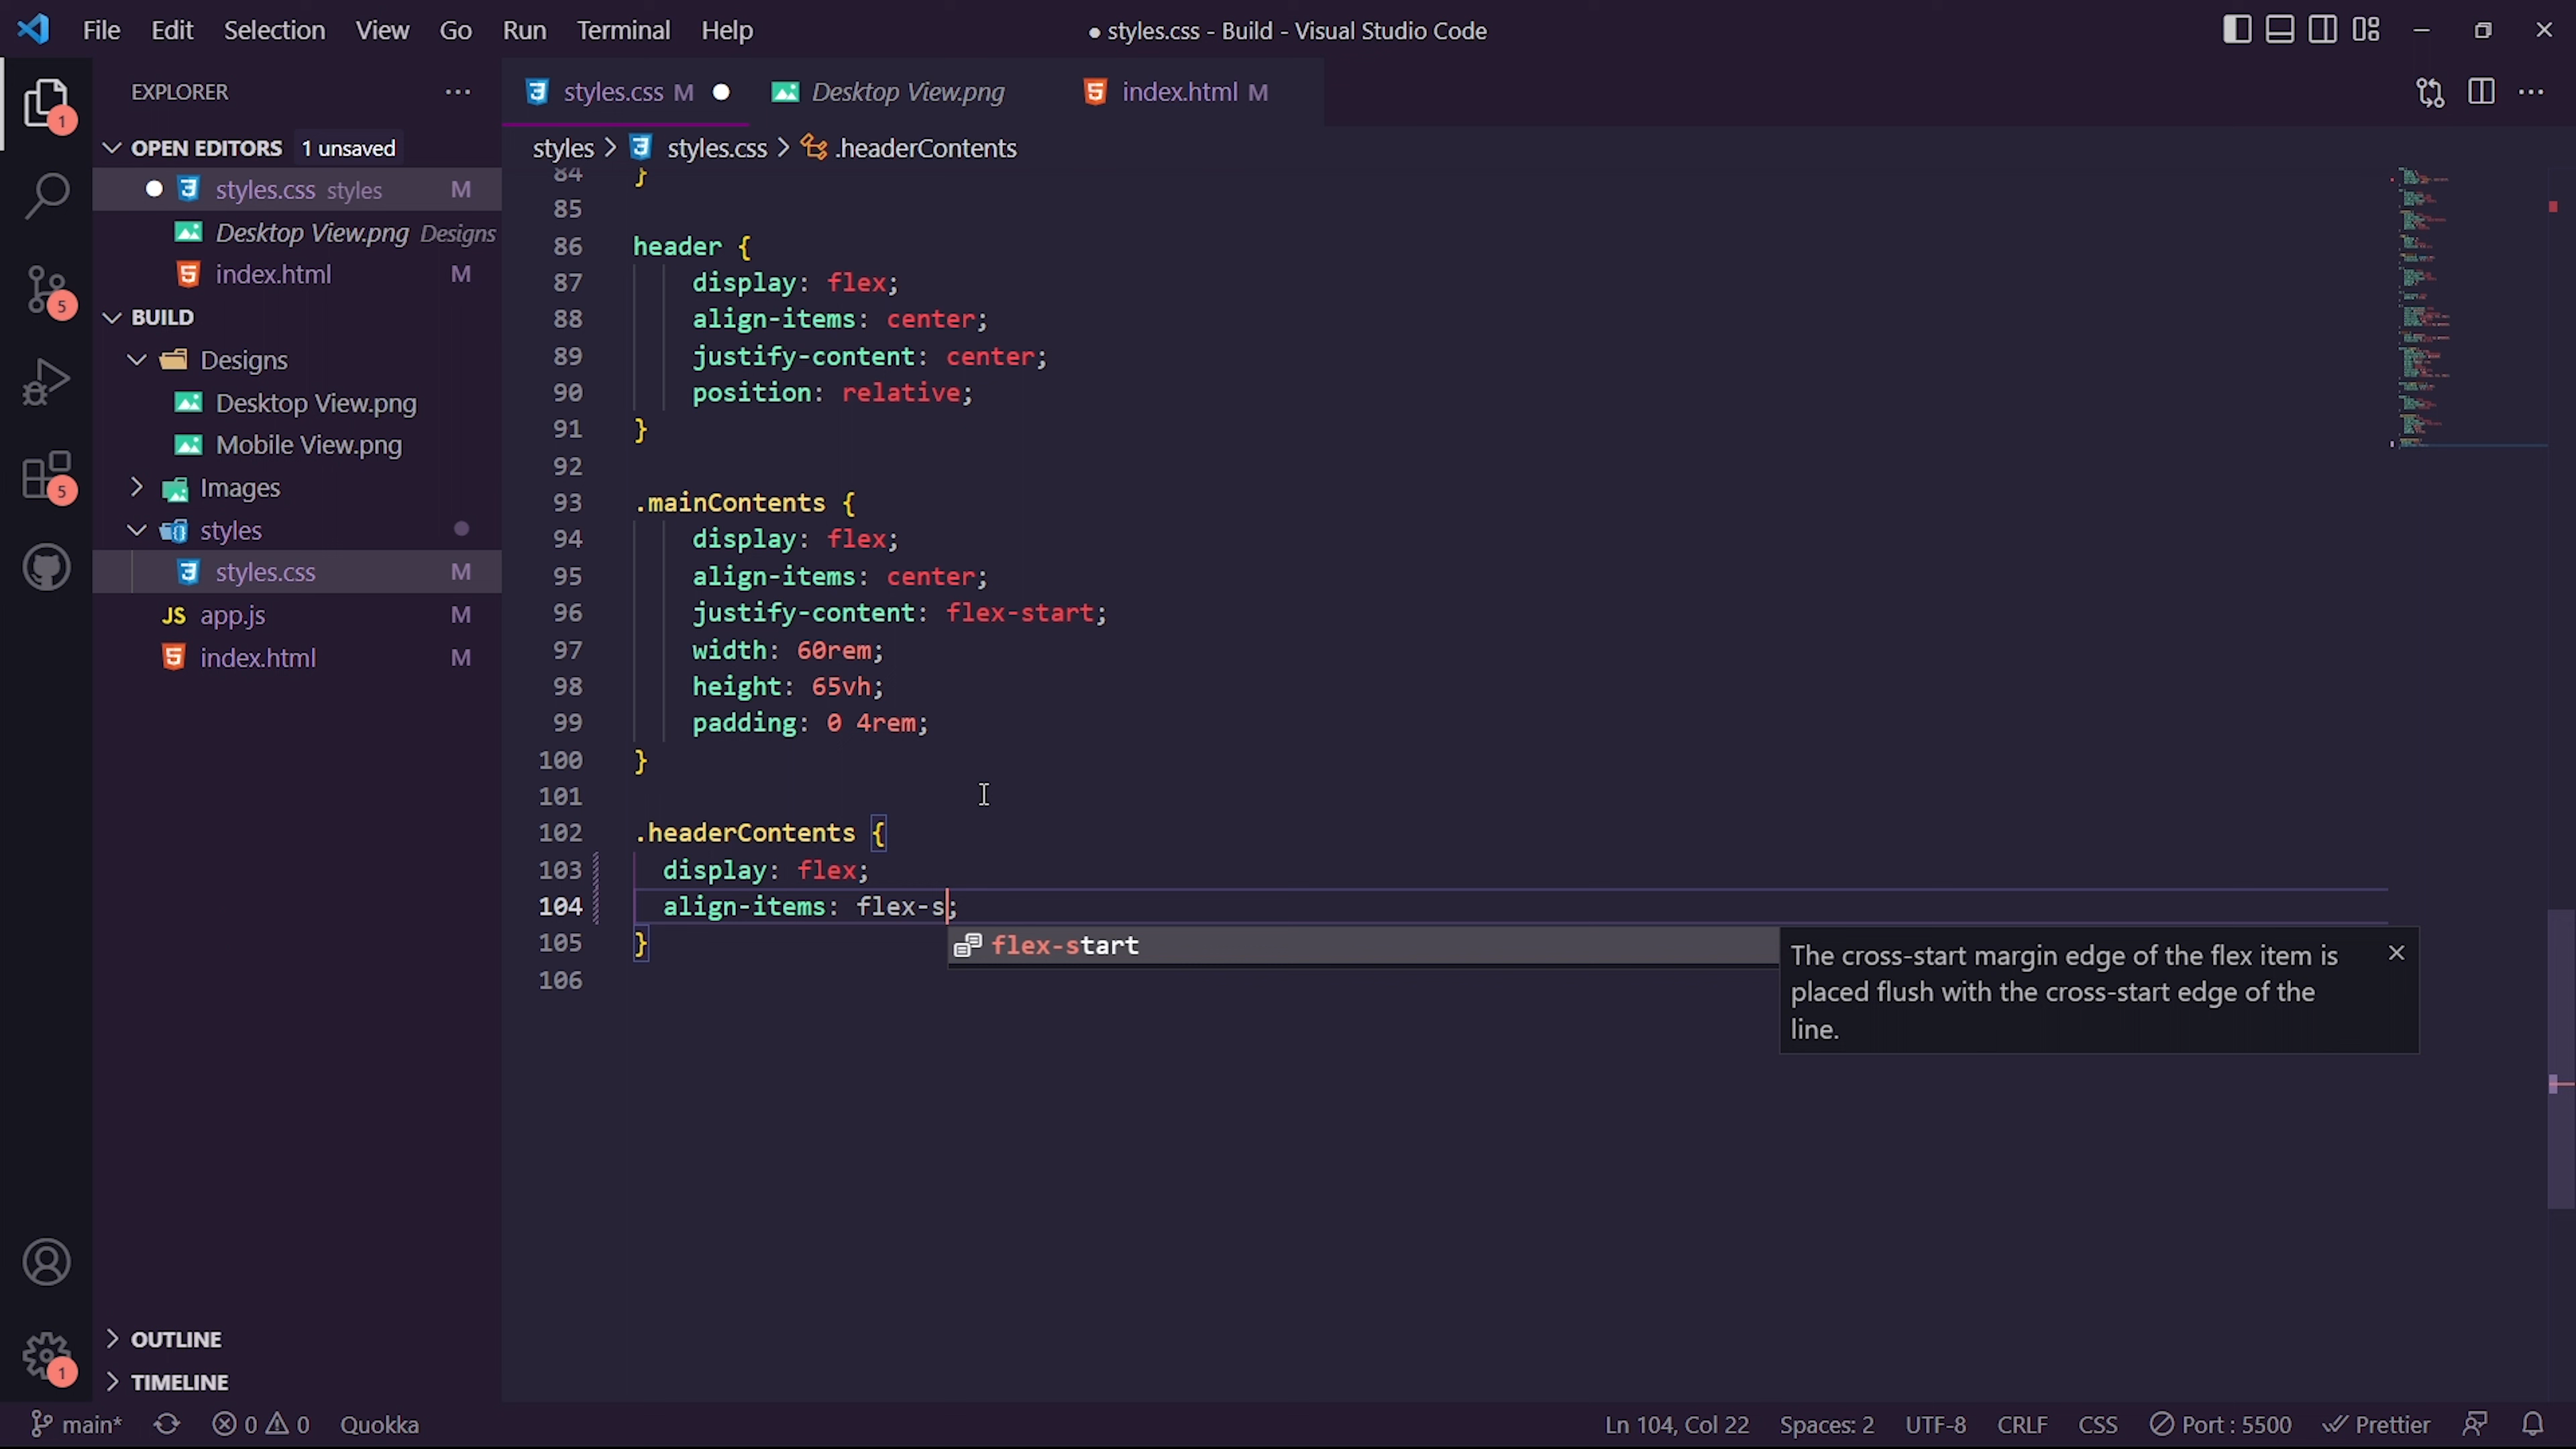 File Edit Selection View Go Run Terminal Help
● styles.css - Build - Visual Studio Code
EXPLORER
1
OPEN EDITORS 1 unsaved
styles.css styles M
Desktop View.png Designs
index.html M
5
BUILD
Designs
Desktop View.png
Mobile View.png
5
Images
styles
styles.css M
JS app.js M
index.html M
OUTLINE
1
TIMELINE
styles.css M
Desktop View.png
index.html M
styles > styles.css > .headerContents
84 }
85
86 header {
87 display: flex;
88 align-items: center;
89 justify-content: center;
90 position: relative;
91 }
92
93 .mainContents {
94 display: flex;
95 align-items: center;
96 justify-content: flex-start;
97 width: 60rem;
98 height: 65vh;
99 padding: 0 4rem;
100 }
101
102 .headerContents {
103 display: flex;
104 align-items: flex-s;
105 }
106
flex-start
The cross-start margin edge of the flex item is
placed flush with the cross-start edge of the
line.
main* 0 0 Quokka
Ln 104, Col 22 Spaces: 2 UTF-8 CRLF CSS Port : 5500 Prettier